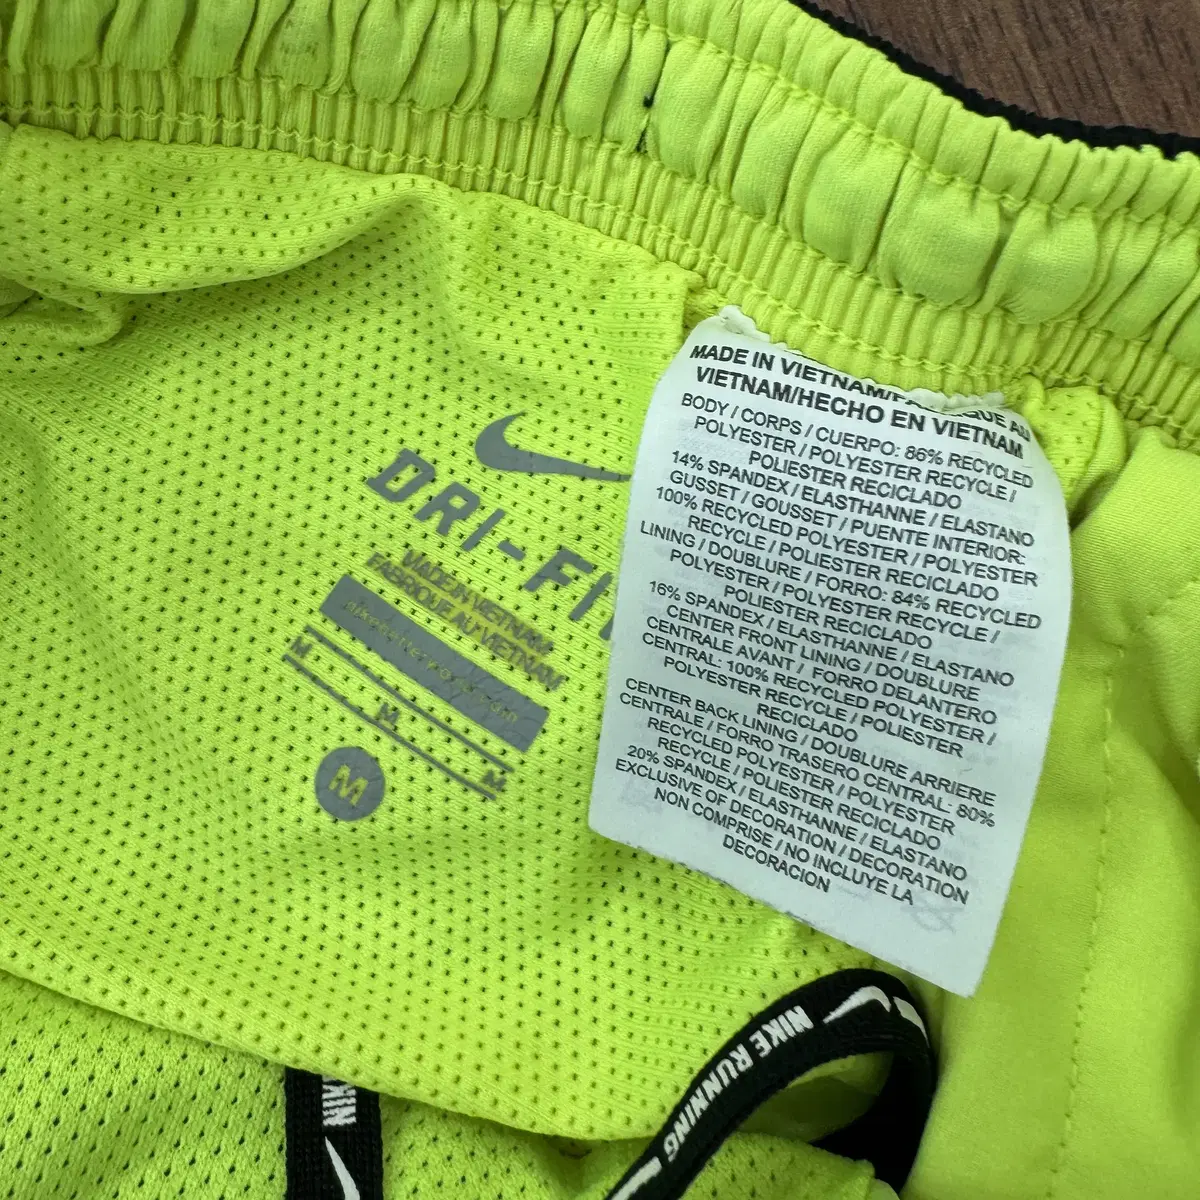 MADE IN VIETNAM/FABRIQUE AU
VIETNAM/HECHO EN VIETNAM
BODY / CORPS / CUERPO: 86% RECYCLED
POLYESTER / POLYESTER RECYCLE /
POLIESTER RECICLADO
14% SPANDEX / ELASTHANNE / ELASTANO
GUSSET / GOUSSET / PUENTE INTERIOR:
100% RECYCLED POLYESTER / POLYESTER
RECYCLE / POLIESTER RECICLADO
LINING / DOUBLURE / FORRO: 84% RECYCLED
POLYESTER / POLYESTER RECYCLE /
POLIESTER RECICLADO
16% SPANDEX / ELASTHANNE / ELASTANO
CENTER FRONT LINING / DOUBLURE
CENTRALE AVANT / FORRO DELANTERO
CENTRAL: 100% RECYCLED POLYESTER /
POLYESTER RECYCLE / POLIESTER
RECICLADO
CENTER BACK LINING / DOUBLURE ARRIERE
CENTRALE / FORRO TRASERO CENTRAL: 80%
RECYCLED POLYESTER / POLYESTER
RECYCLE / POLIESTER RECICLADO
20% SPANDEX / ELASTHANNE / ELASTANO
EXCLUSIVE OF DECORATION / DECORATION
NON COMPRISE / NO INCLUYE LA
DECORACION
DRI-FI
MADE IN VIETNAM
FABRIQUE AU VIETNAM
M M M
M
NIKE RUNNING